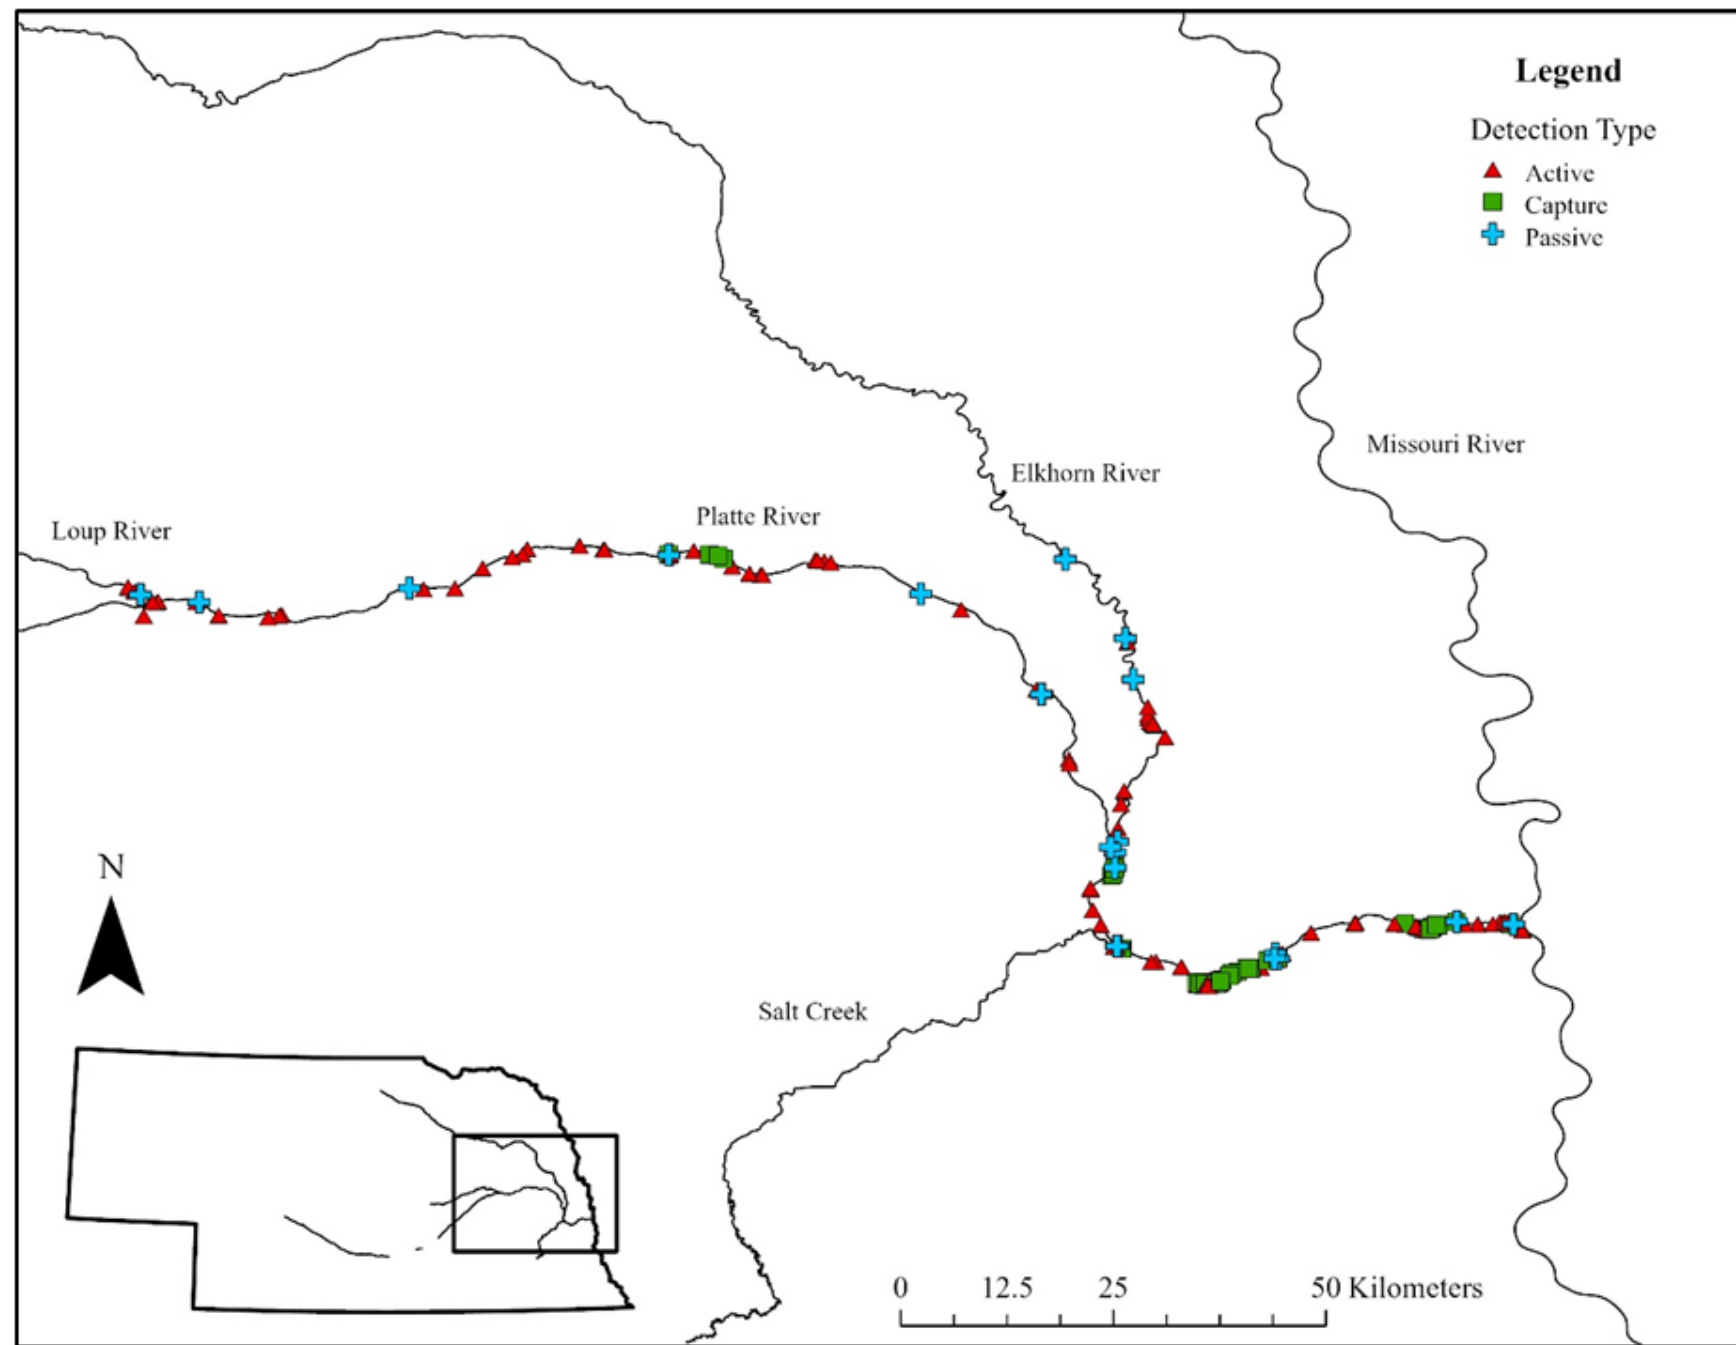 Legend
Detection Type
Active
Capture
Passive
Missouri River
Elkhorn River
Platte River
Loup River
N
Salt Creek
0 12.5 25 50 Kilometers